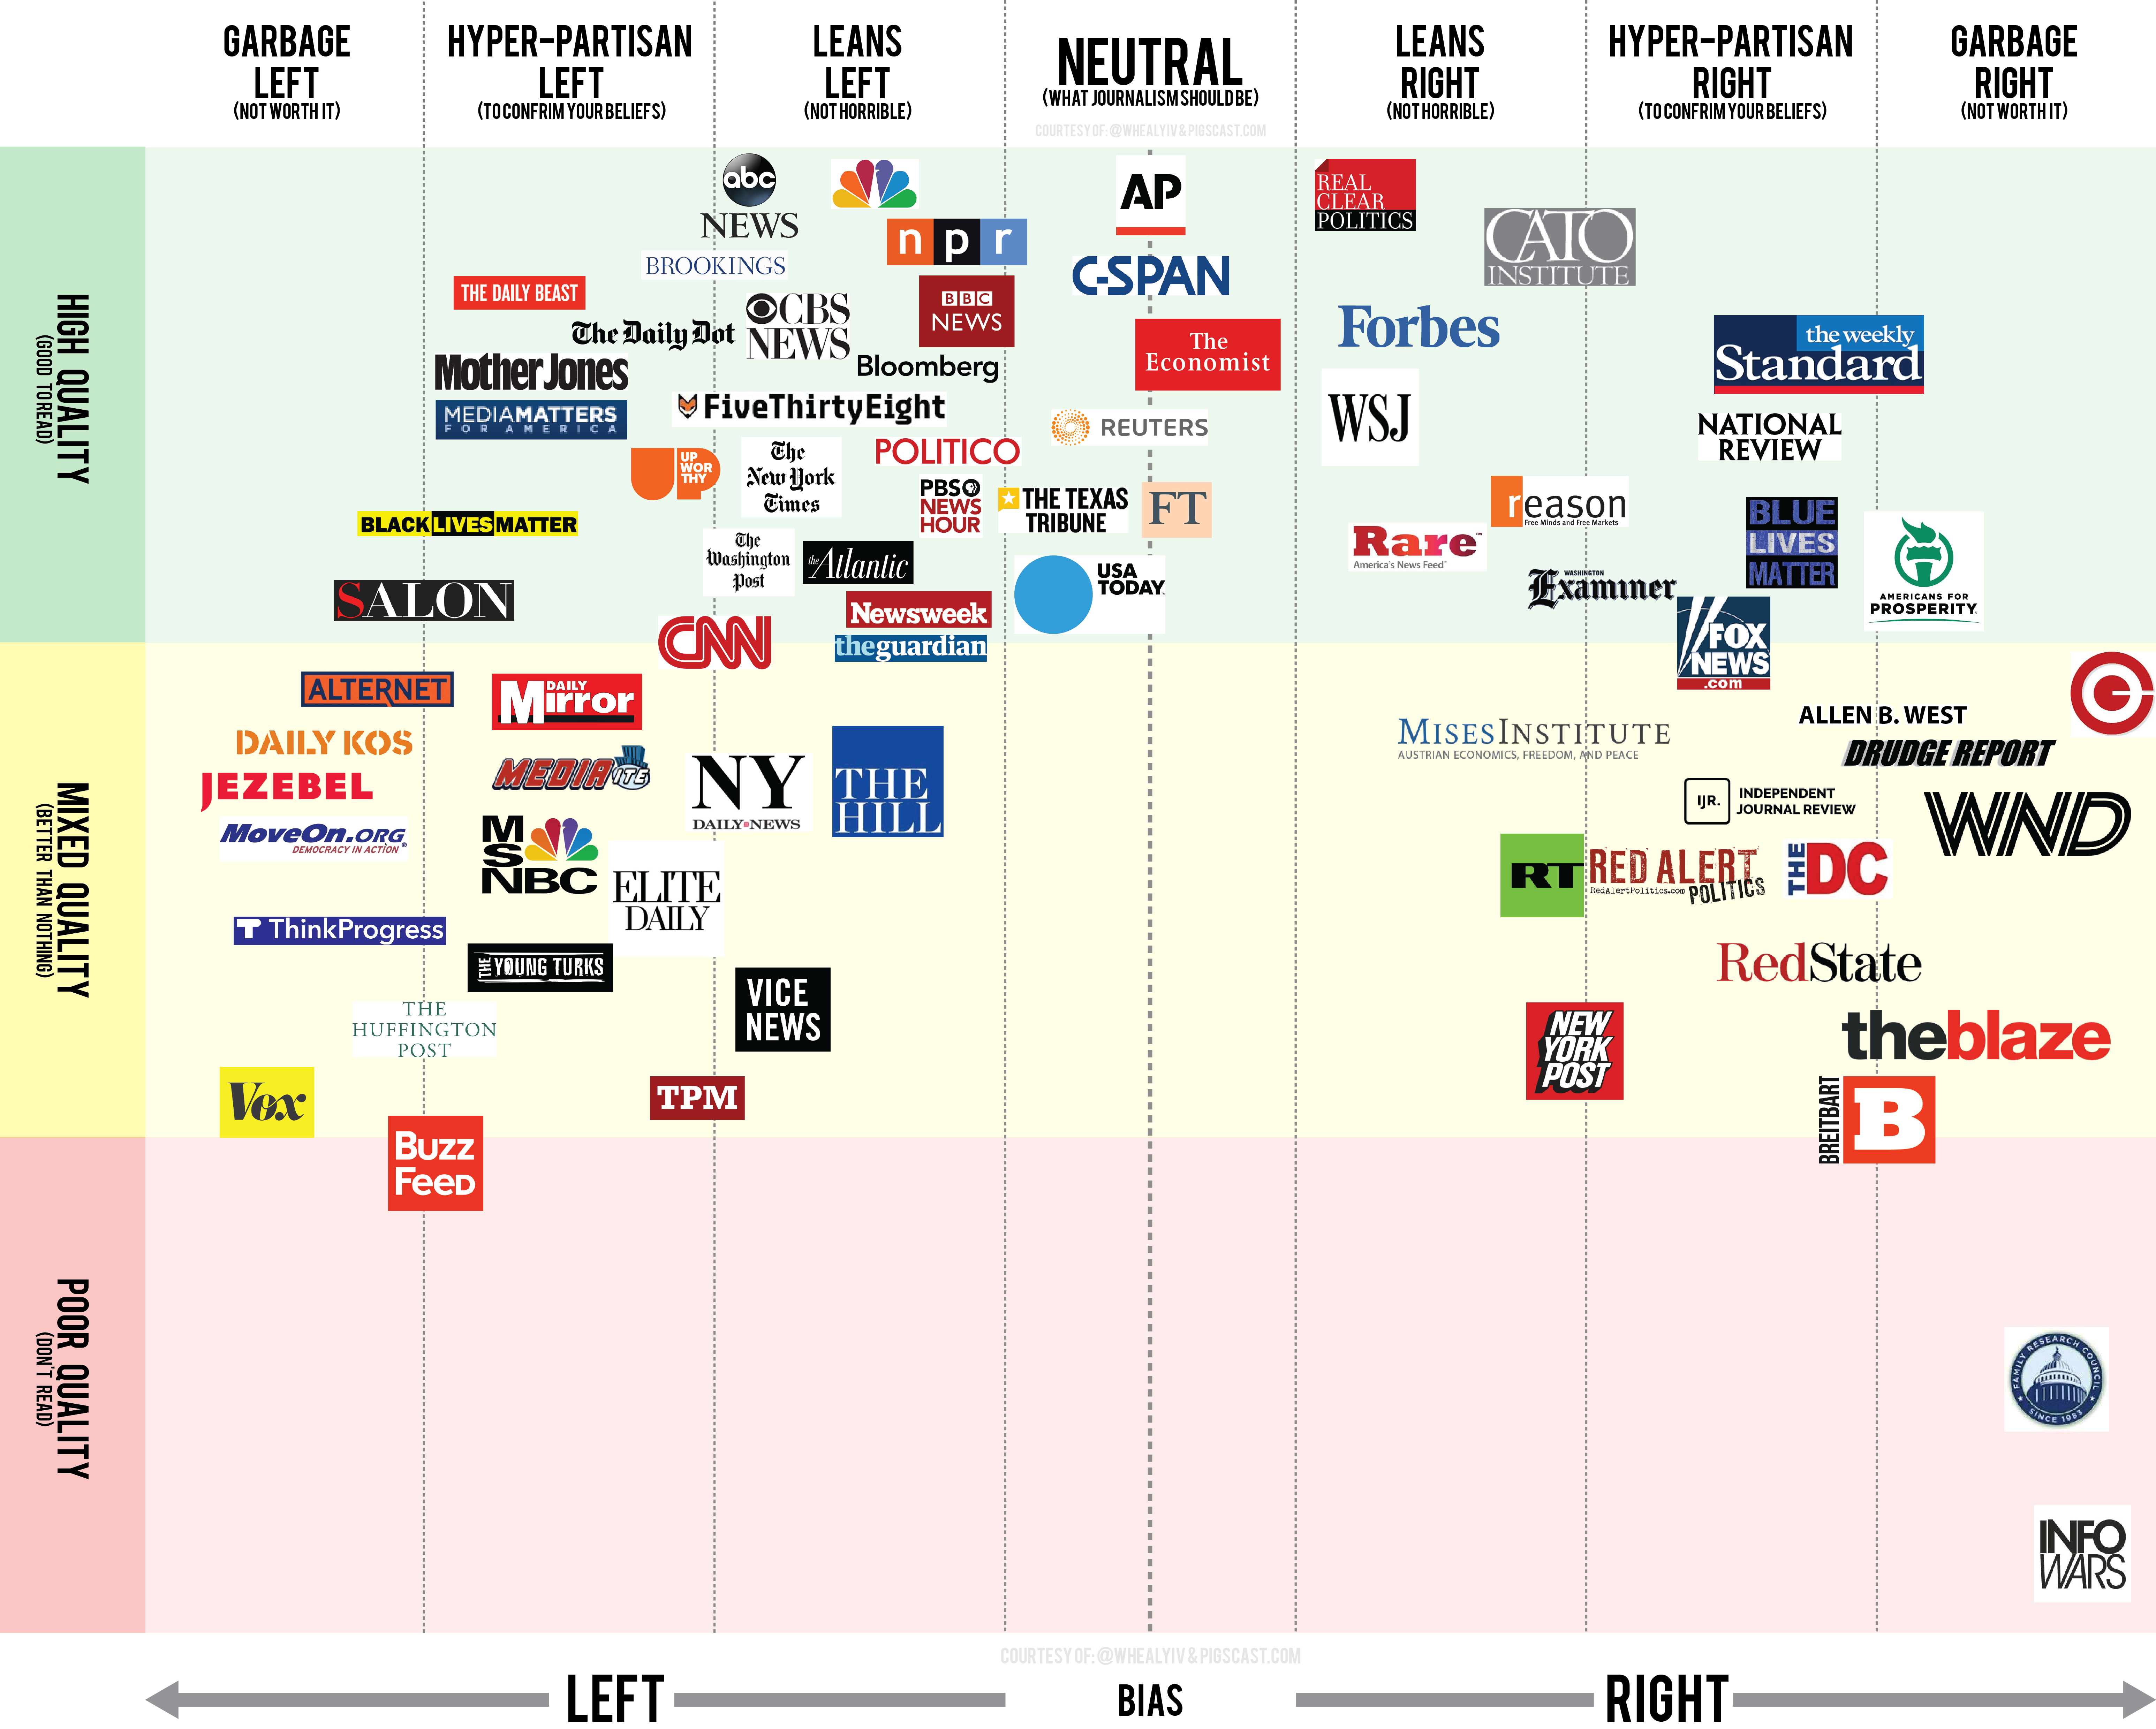 GARBAGE
LEFT
(NOT WORTH IT)
HYPER-PARTISAN
LEFT
(TO CONFRIM YOUR BELIEFS)
LEANS
LEFT
(NOT HORRIBLE)
NEUTRAL
(WHAT JOURNALISM SHOULD BE)
COURTESY OF: @WHEALYIV & PIGSCAST.COM
LEANS
RIGHT
(NOT HORRIBLE)
HYPER-PARTISAN
RIGHT
(TO CONFRIM YOUR BELIEFS)
GARBAGE
RIGHT
(NOT WORTH IT)
HIGH QUALITY
(GOOD TO READ)
abc
NEWS
npr
BROOKINGS
THE DAILY BEAST
The Daily Dot
CBS
NEWS
BBC
NEWS
Bloomberg
Mother Jones
MEDIAMATTERS
FOR AMERICA
FiveThirtyEight
UP
WOR
THY
The
New York
Times
POLITICO
PBS
NEWS
HOUR
BLACK LIVES MATTER
The
Washington
Post
the Atlantic
SALON
Newsweek
CNN
theguardian
AP
C-SPAN
The
Economist
REUTERS
THE TEXAS
TRIBUNE
FT
USA
TODAY
REAL
CLEAR
POLITICS
CATO
INSTITUTE
Forbes
WSJ
the weekly
Standard
NATIONAL
REVIEW
reason
Free Minds and Free Markets
Rare™
America's News Feed™
WASHINGTON
Examiner
BLUE
LIVES
MATTER
AMERICANS FOR
PROSPERITY
FOX
NEWS
.com
MIXED QUALITY
(BETTER THAN NOTHING)
ALTERNET
DAILY MIRROR
DAILY KOS
JEZEBEL
MEDIAITE
NY
DAILY NEWS
THE
HILL
MoveOn.ORG
DEMOCRACY IN ACTION
MSNBC
ELITE
DAILY
ThinkProgress
THE YOUNG TURKS
VICE
NEWS
THE
HUFFINGTON
POST
Vox
TPM
BUZZ
FEED
MISESINSTITUTE
AUSTRIAN ECONOMICS, FREEDOM, AND PEACE
ALLEN B. WEST
DRUDGE REPORT
IJR.
INDEPENDENT
JOURNAL REVIEW
WND
RT
RED ALERT
RedAlertPolitics.com POLITICS
THE DC
RedState
NEW
YORK
POST
theblaze
BREITBART
B
POOR QUALITY
(DON'T READ)
FAMILY RESEARCH COUNCIL
SINCE 1983
INFO
WARS
COURTESY OF: @WHEALYIV & PIGSCAST.COM
LEFT
BIAS
RIGHT